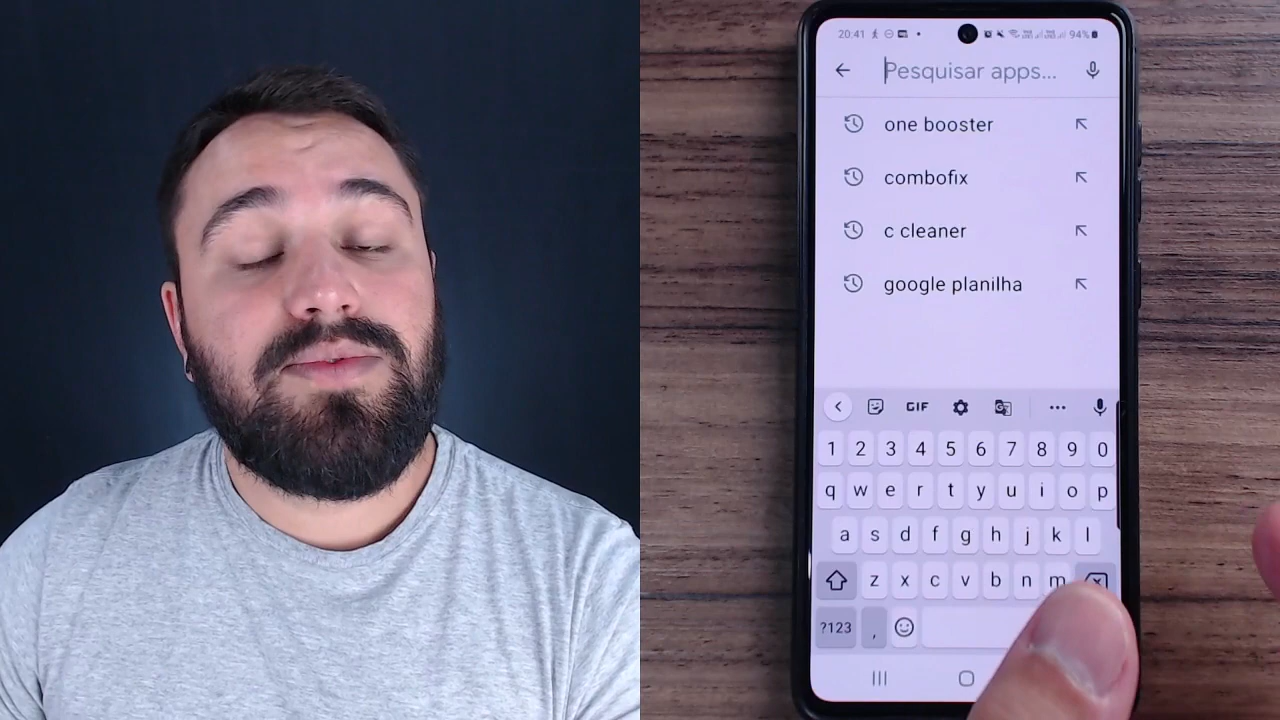 20:41 94%
Pesquisar apps...
one booster
combofix
c cleaner
google planilha
GIF
1 2 3 4 5 6 7 8 9 0
q w e r t y u i o p
a s d f g h j k l
z x c v b n m
?123 ,